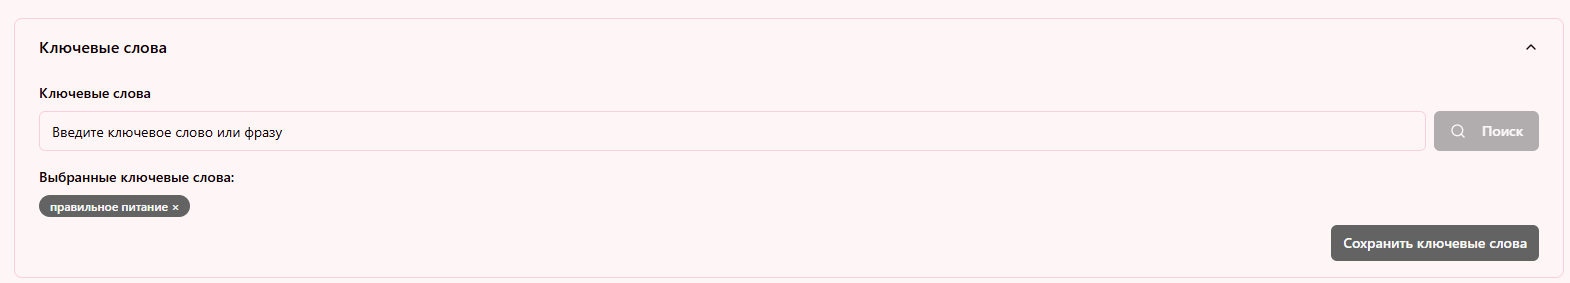 Ключевые слова
Ключевые слова
Введите ключевое слово или фразу
Поиск
Выбранные ключевые слова:
правильное питание ×
Сохранить ключевые слова